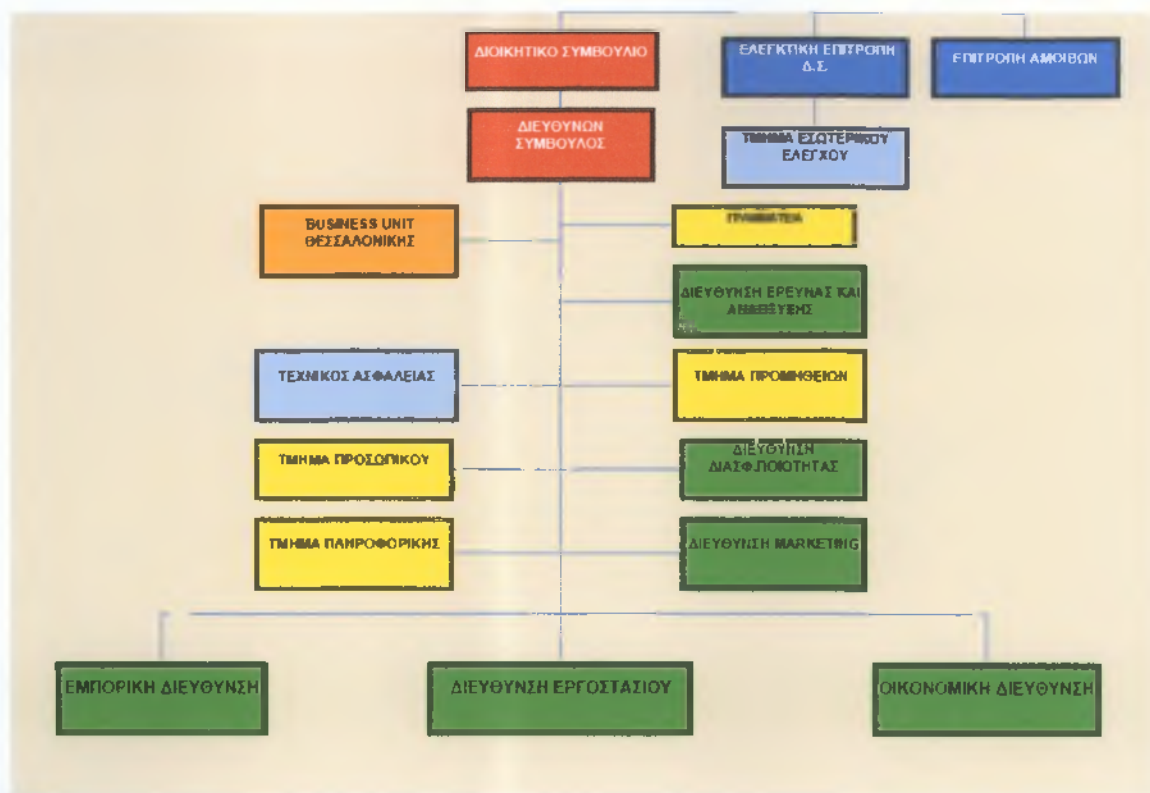 ΔΙΟΙΚΗΤΙΚΟ ΣΥΜΒΟΥΛΙΟ
ΕΛΕΓΚΤΙΚΗ ΕΠΙΤΡΟΠΗ
Δ.Σ.
ΕΠΙΤΡΟΠΗ ΑΜΟΙΒΩΝ
ΔΙΕΥΘΥΝΩΝ
ΣΥΜΒΟΥΛΟΣ
ΤΜΗΜΑ ΕΣΩΤΕΡΙΚΟΥ
ΕΛΕΓΧΟΥ
BUSINESS UNIT
ΘΕΣΣΑΛΟΝΙΚΗΣ
ΓΡΑΜΜΑΤΕΙΑ
ΔΙΕΥΘΥΝΣΗ ΕΡΕΥΝΑΣ ΚΑΙ
ΑΝΑΠΤΥΞΗΣ
ΤΕΧΝΙΚΟΣ ΑΣΦΑΛΕΙΑΣ
ΤΜΗΜΑ ΠΡΟΜΗΘΕΙΩΝ
ΤΜΗΜΑ ΠΡΟΣΩΠΙΚΟΥ
ΔΙΕΥΘΥΝΣΗ
ΔΙΑΣΦ.ΠΟΙΟΤΗΤΑΣ
ΤΜΗΜΑ ΠΛΗΡΟΦΟΡΙΚΗΣ
ΔΙΕΥΘΥΝΣΗ MARKETING
ΕΜΠΟΡΙΚΗ ΔΙΕΥΘΥΝΣΗ
ΔΙΕΥΘΥΝΣΗ ΕΡΓΟΣΤΑΣΙΟΥ
ΟΙΚΟΝΟΜΙΚΗ ΔΙΕΥΘΥΝΣΗ